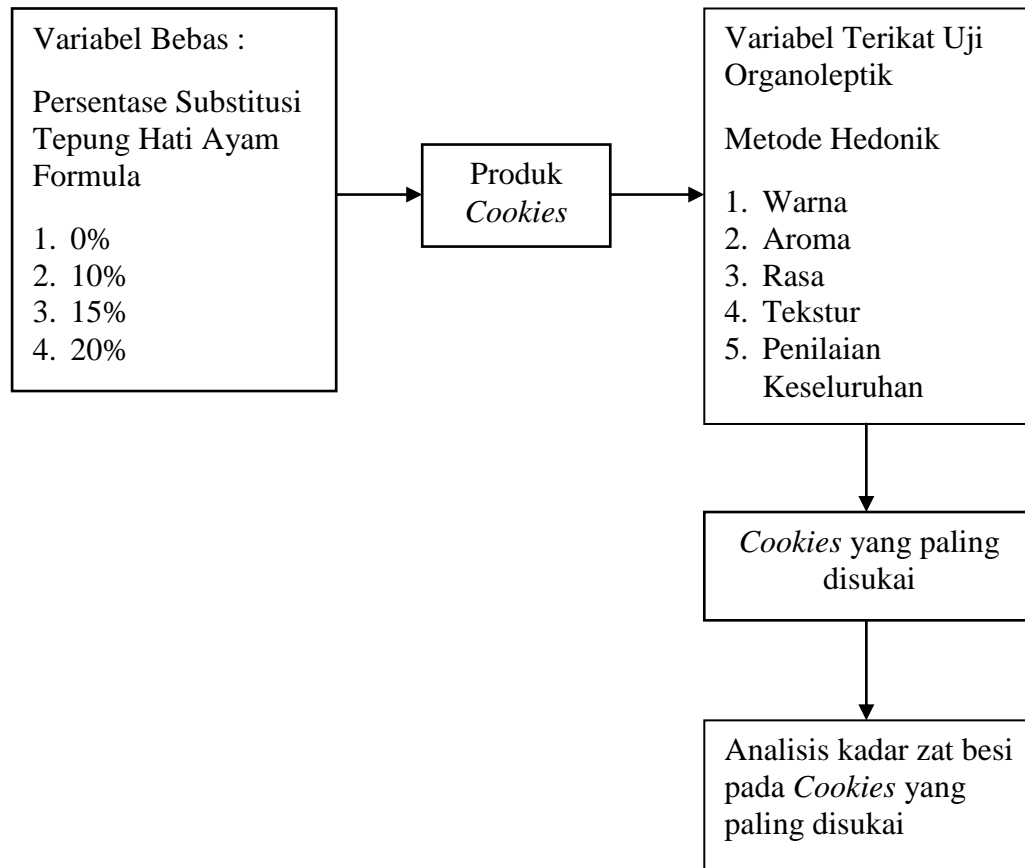 Variabel Bebas :
Persentase Substitusi
Tepung Hati Ayam
Formula
1. 0%
2. 10%
3. 15%
4. 20%
Produk
Cookies
Variabel Terikat Uji
Organoleptik
Metode Hedonik
1. Warna
2. Aroma
3. Rasa
4. Tekstur
5. Penilaian
Keseluruhan
Cookies yang paling
disukai
Analisis kadar zat besi
pada Cookies yang
paling disukai